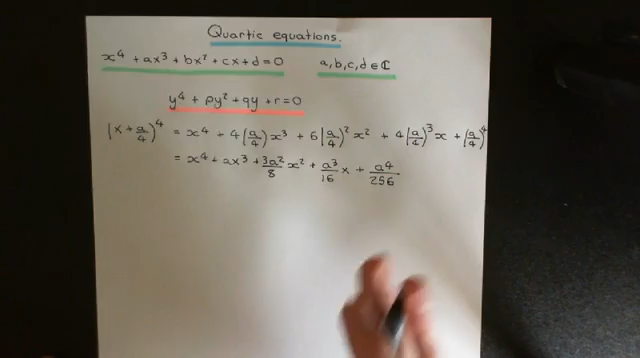 Quartic equations.
x⁴ + ax³ + bx² + cx + d = 0    a, b, c, d ∈ ℂ
y⁴ + py² + qy + r = 0
(x + a/4)⁴ = x⁴ + 4(a/4)x³ + 6(a/4)²x² + 4(a/4)³x + (a/4)⁴
= x⁴ + ax³ + 3a²/8 x² + a³/16 x + a⁴/256